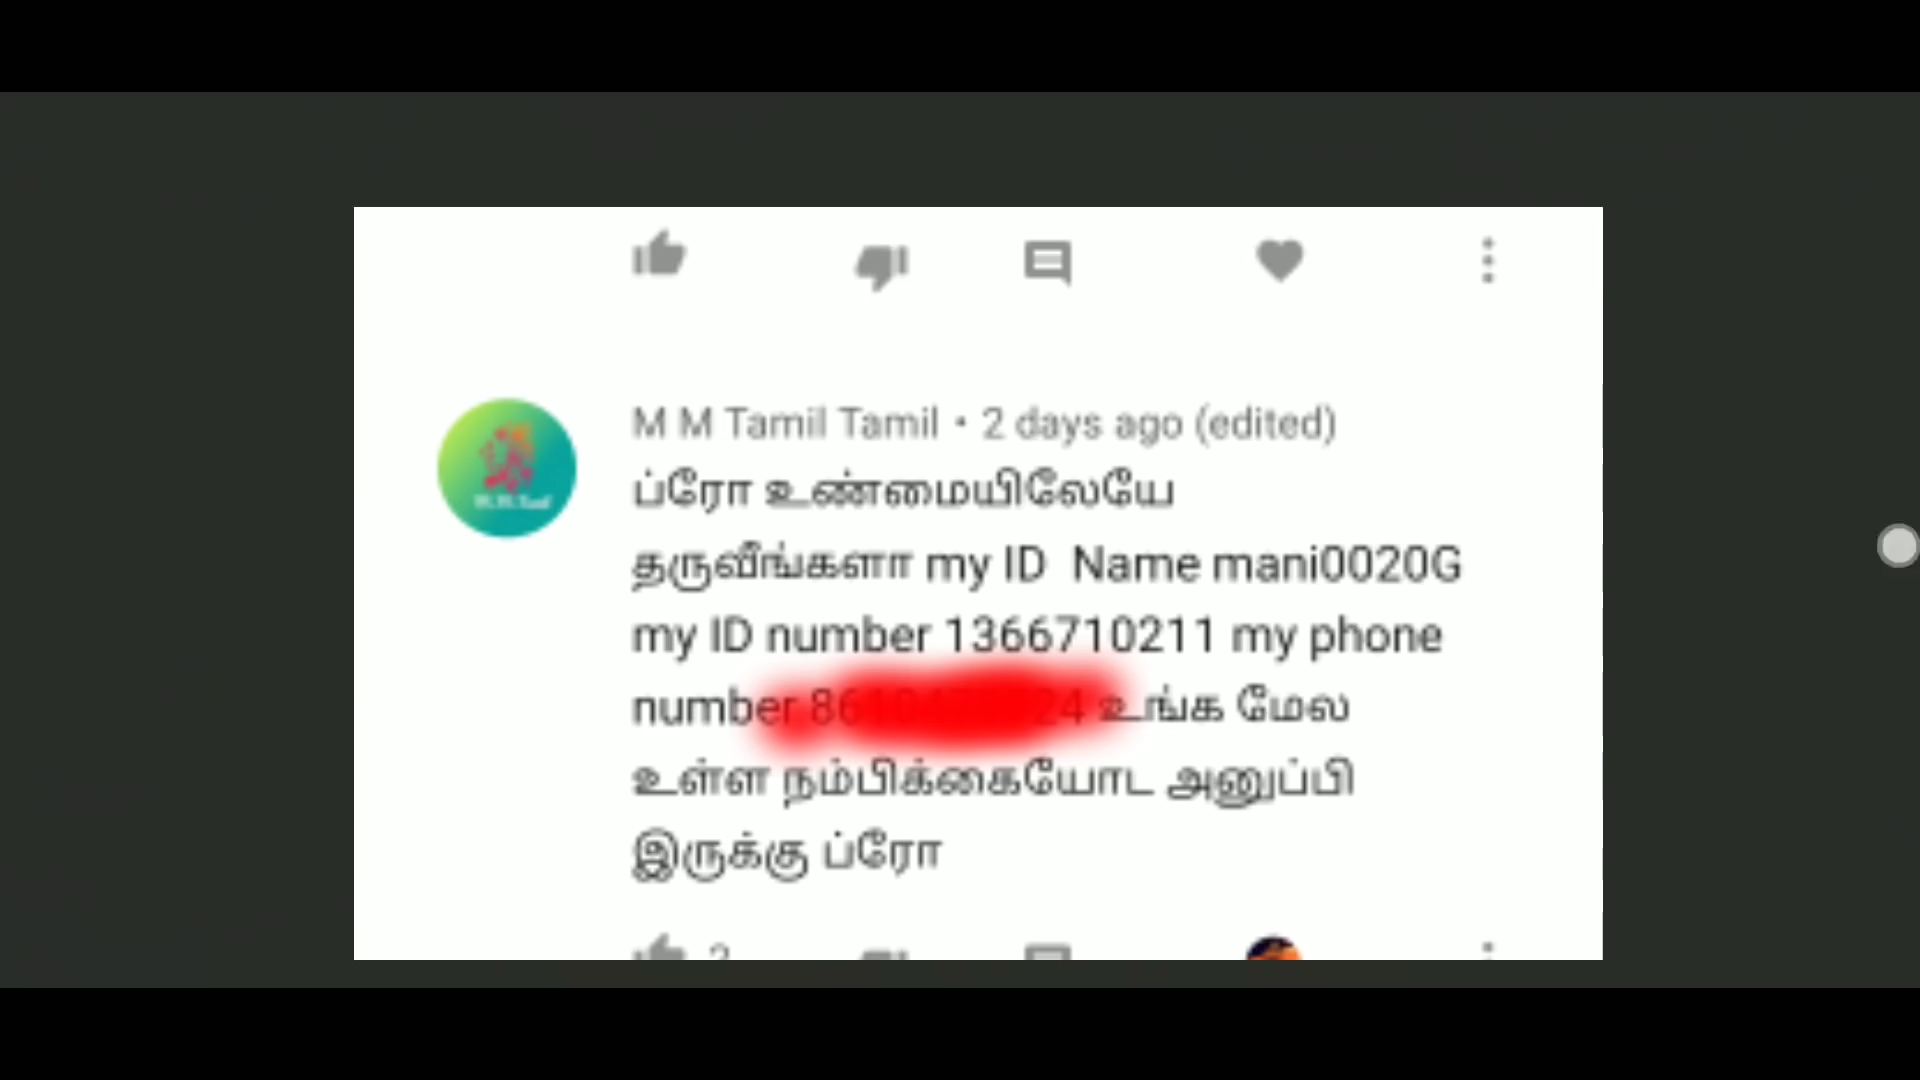 M M Tamil Tamil • 2 days ago (edited)
ப்ரோ உண்மையிலேயே
தருவீங்களா my ID Name mani0020G
my ID number 1366710211 my phone
number உங்க மேல
உள்ள நம்பிக்கையோட அனுப்பி
இருக்கு ப்ரோ